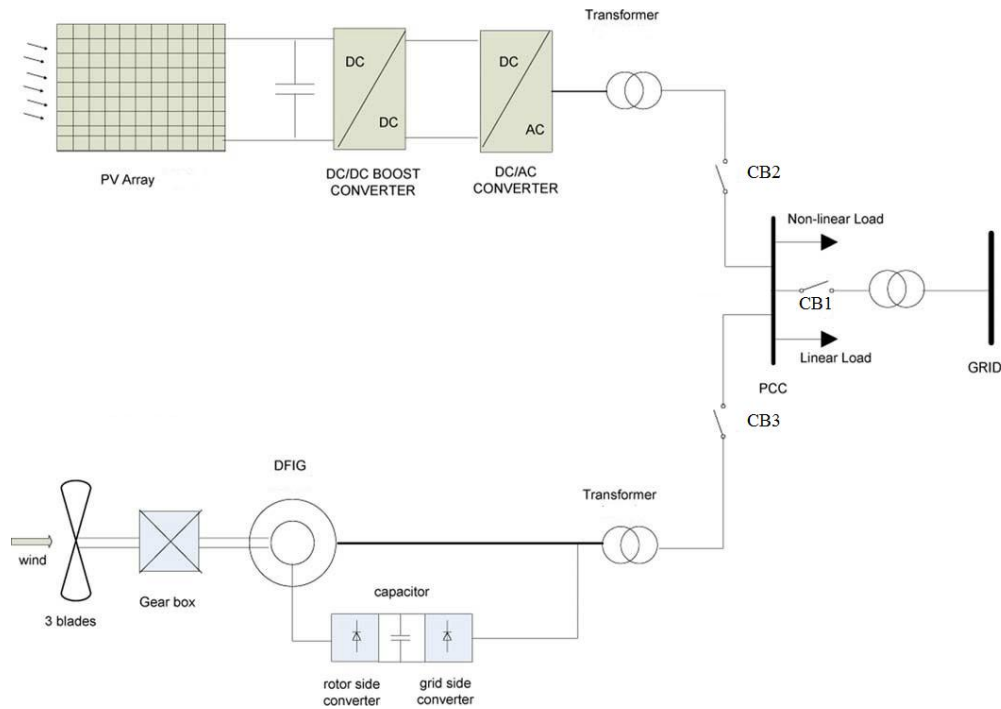 Transformer
DC
DC
DC
AC
PV Array
DC/DC BOOST
CONVERTER
DC/AC
CONVERTER
CB2
Non-linear Load
CB1
Linear Load
PCC
GRID
CB3
DFIG
Transformer
wind
3 blades
Gear box
capacitor
rotor side
converter
grid side
converter